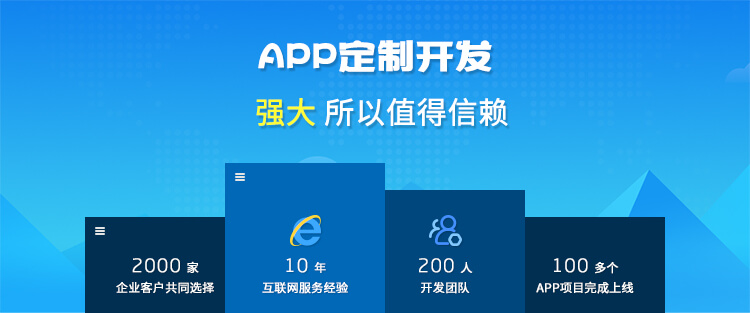 APP定制开发
强大 所以值得信赖
2000 家
企业客户共同选择
10 年
互联网服务经验
200 人
开发团队
100 多个
APP项目完成上线